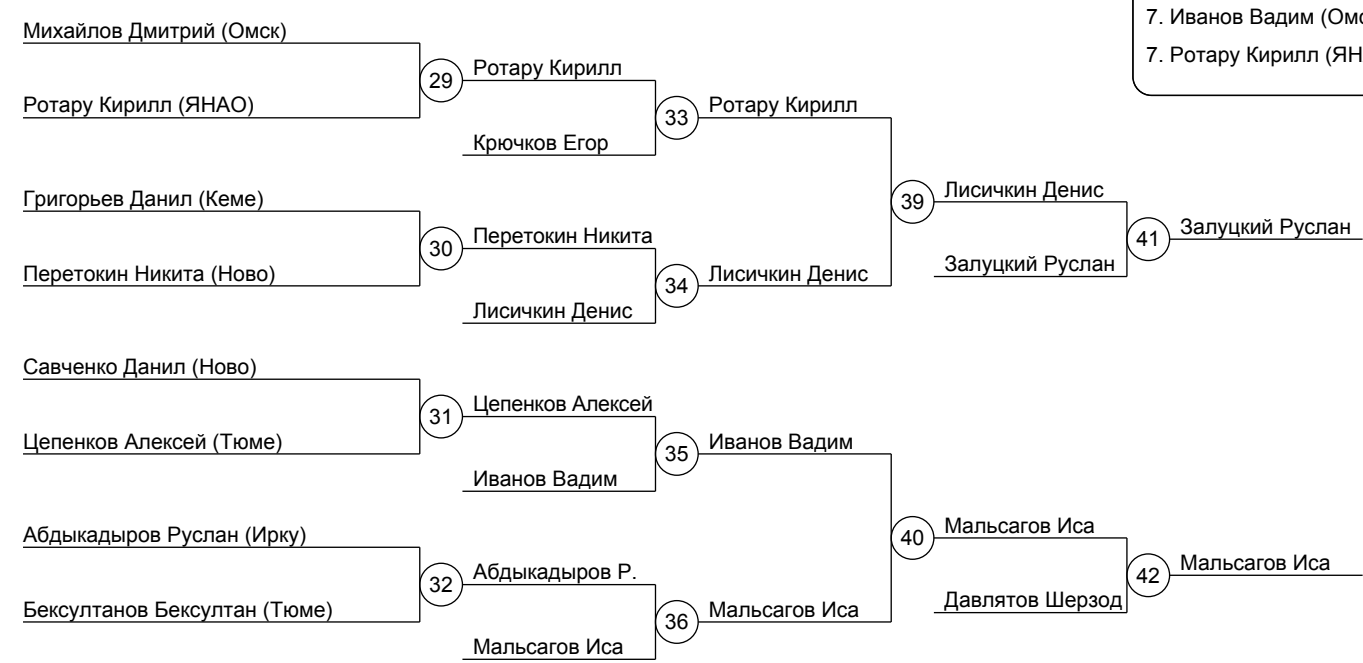 7. Иванов Вадим
7. Ротару Кирилл
Михайлов Дмитрий (Омск)
29
Ротару Кирилл
Ротару Кирилл (ЯНАО)
33
Ротару Кирилл
Крючков Егор
Григорьев Данил (Кеме)
39
Лисичкин Денис
30
Перетокин Никита
41
Залуцкий Руслан
Перетокин Никита (Ново)
34
Лисичкин Денис
Залуцкий Руслан
Лисичкин Денис
Савченко Данил (Ново)
31
Цепенков Алексей
Цепенков Алексей (Тюме)
35
Иванов Вадим
Иванов Вадим
Абдыкадыров Руслан (Ирку)
40
Мальсагов Иса
32
Абдыкадыров Р.
42
Мальсагов Иса
Бексултанов Бексултан (Тюме)
36
Мальсагов Иса
Давлятов Шерзод
Мальсагов Иса